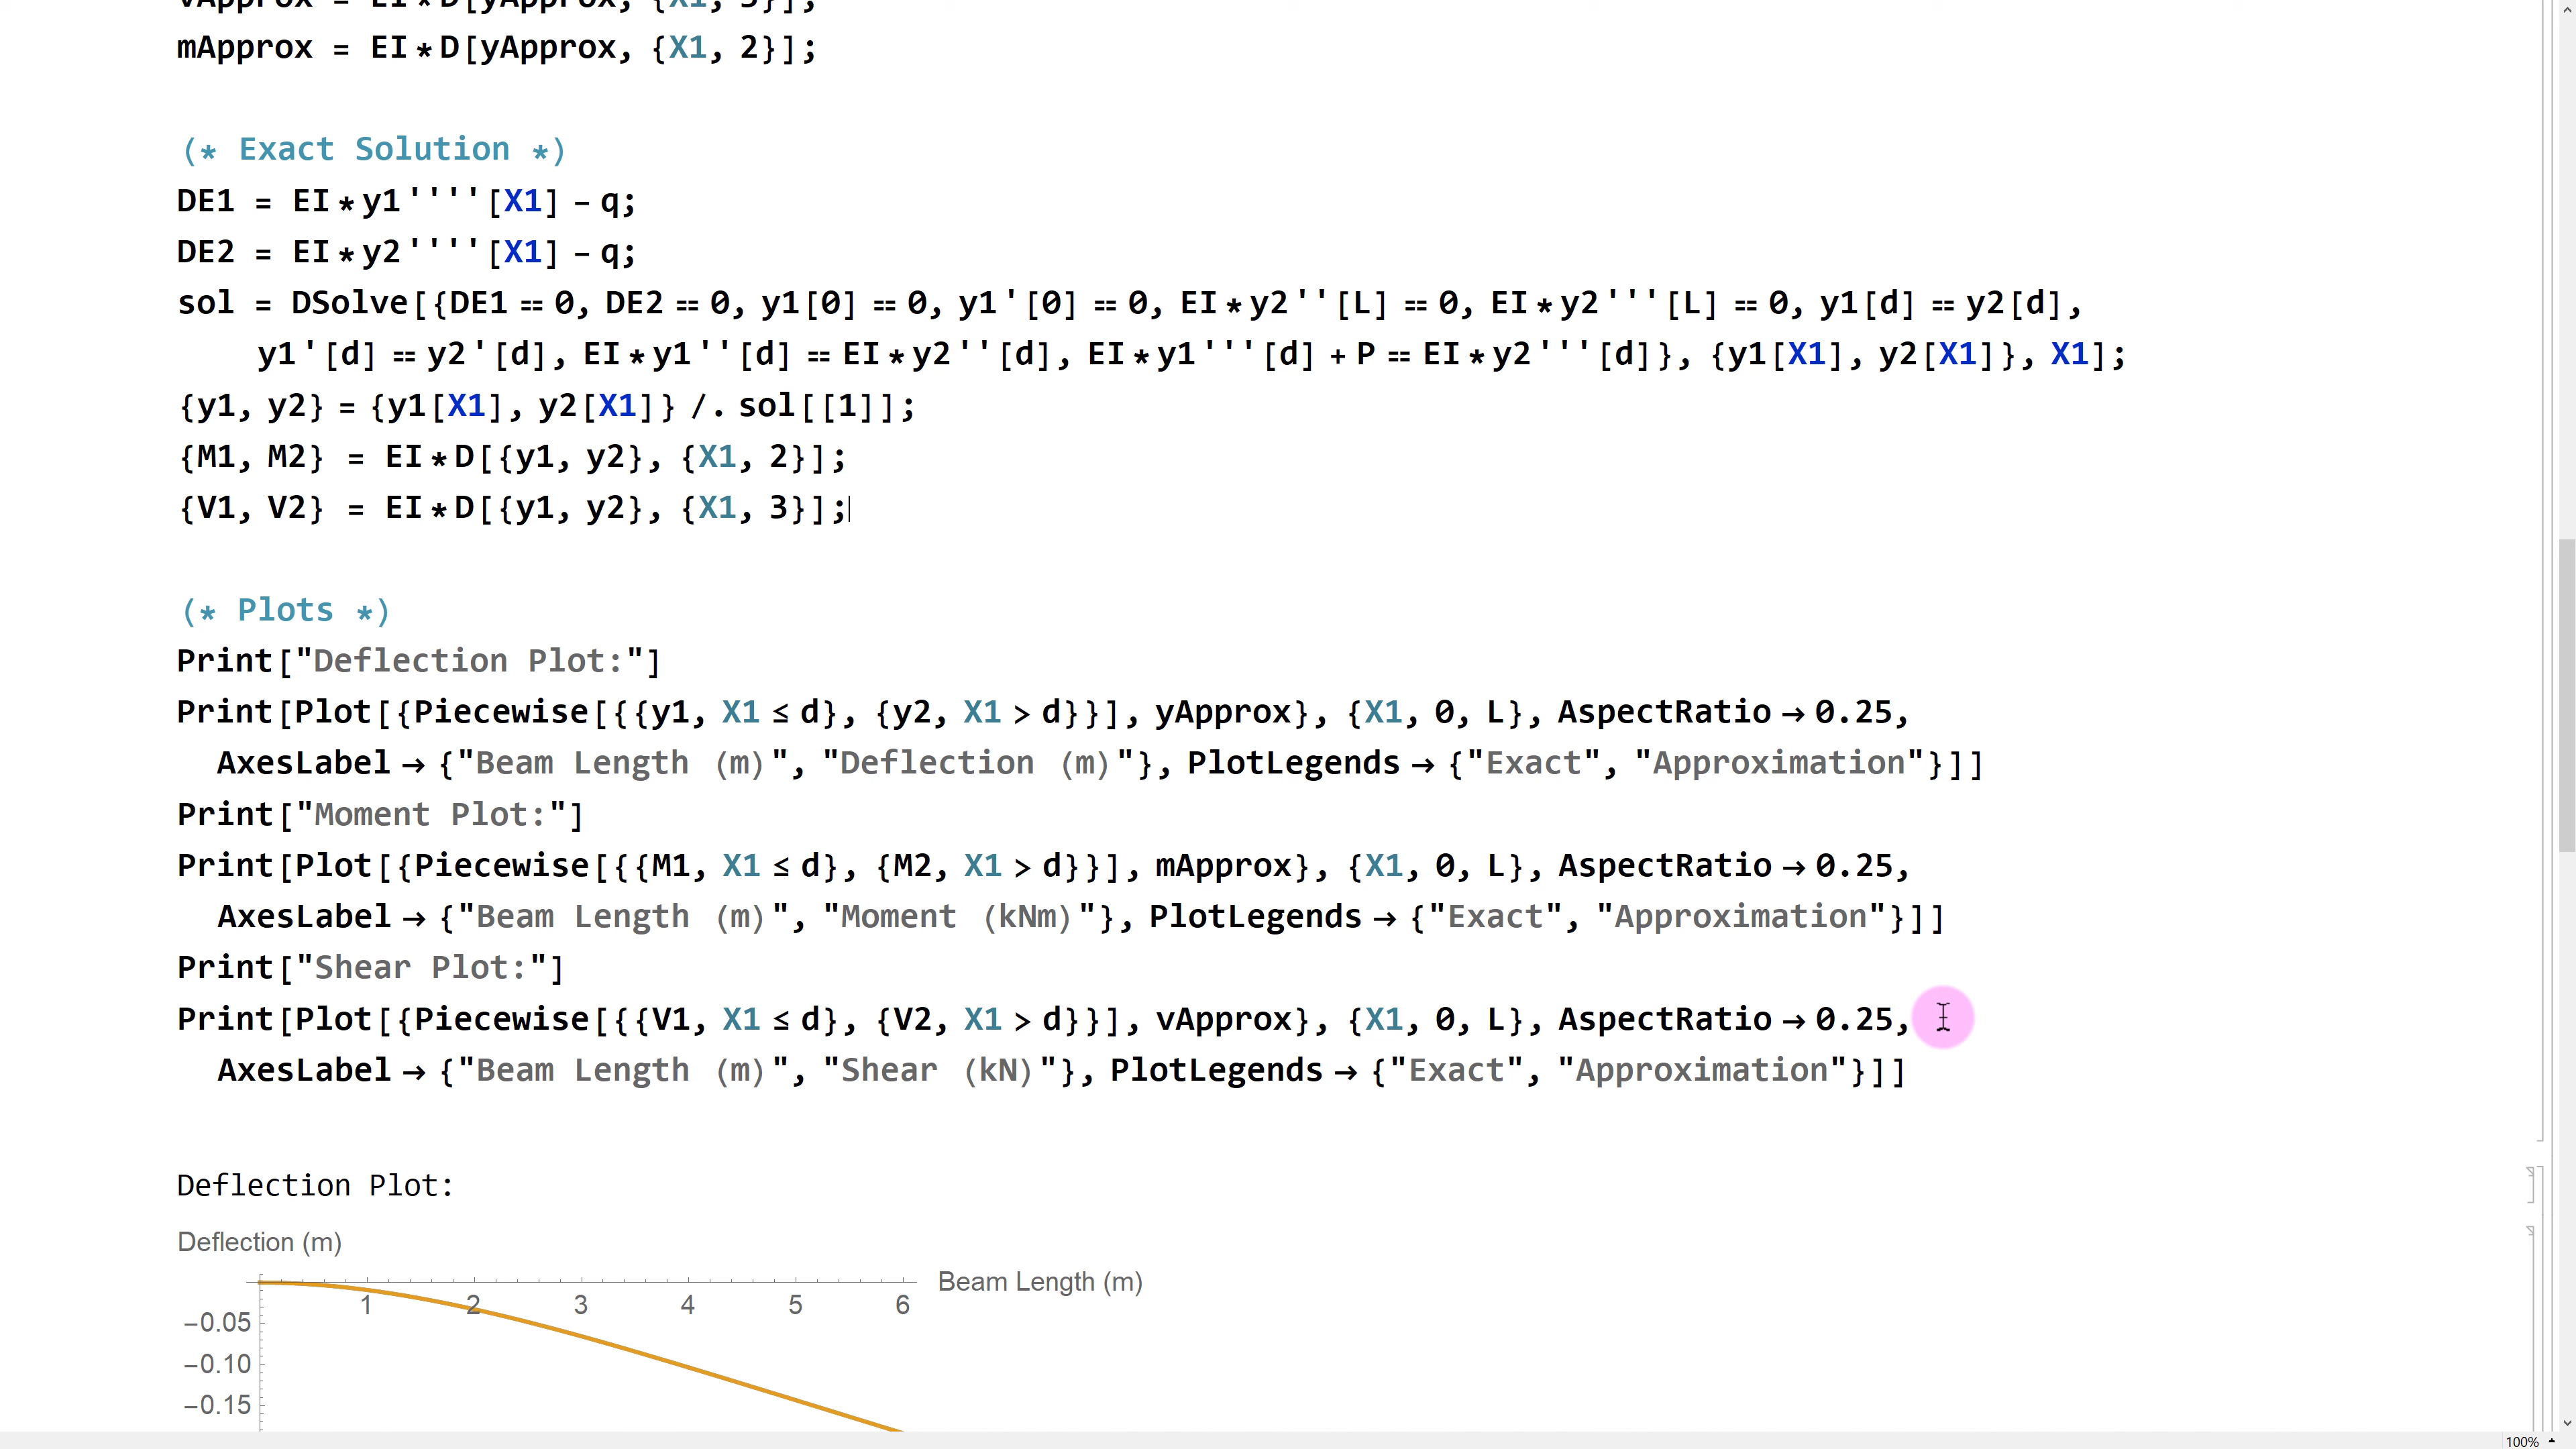 vApprox = EI*D[yApprox, {X1, 3}];
mApprox = EI*D[yApprox, {X1, 2}];
(* Exact Solution *)
DE1 = EI*y1''''[X1] - q;
DE2 = EI*y2''''[X1] - q;
sol = DSolve[{DE1 == 0, DE2 == 0, y1[0] == 0, y1'[0] == 0, EI*y2''[L] == 0, EI*y2'''[L] == 0, y1[d] == y2[d],
y1'[d] == y2'[d], EI*y1''[d] == EI*y2''[d], EI*y1'''[d] + P == EI*y2'''[d]}, {y1[X1], y2[X1]}, X1];
{y1, y2} = {y1[X1], y2[X1]} /. sol[[1]];
{M1, M2} = EI*D[{y1, y2}, {X1, 2}];
{V1, V2} = EI*D[{y1, y2}, {X1, 3}];
(* Plots *)
Print["Deflection Plot:"]
Print[Plot[{Piecewise[{{y1, X1 ≤ d}, {y2, X1 > d}}], yApprox}, {X1, 0, L}, AspectRatio → 0.25,
AxesLabel → {"Beam Length (m)", "Deflection (m)"}, PlotLegends → {"Exact", "Approximation"}]]
Print["Moment Plot:"]
Print[Plot[{Piecewise[{{M1, X1 ≤ d}, {M2, X1 > d}}], mApprox}, {X1, 0, L}, AspectRatio → 0.25,
AxesLabel → {"Beam Length (m)", "Moment (kNm)"}, PlotLegends → {"Exact", "Approximation"}]]
Print["Shear Plot:"]
Print[Plot[{Piecewise[{{V1, X1 ≤ d}, {V2, X1 > d}}], vApprox}, {X1, 0, L}, AspectRatio → 0.25,
AxesLabel → {"Beam Length (m)", "Shear (kN)"}, PlotLegends → {"Exact", "Approximation"}]]
Deflection Plot:
Deflection (m)
Beam Length (m)
1 2 3 4 5 6
-0.05
-0.10
-0.15
100%